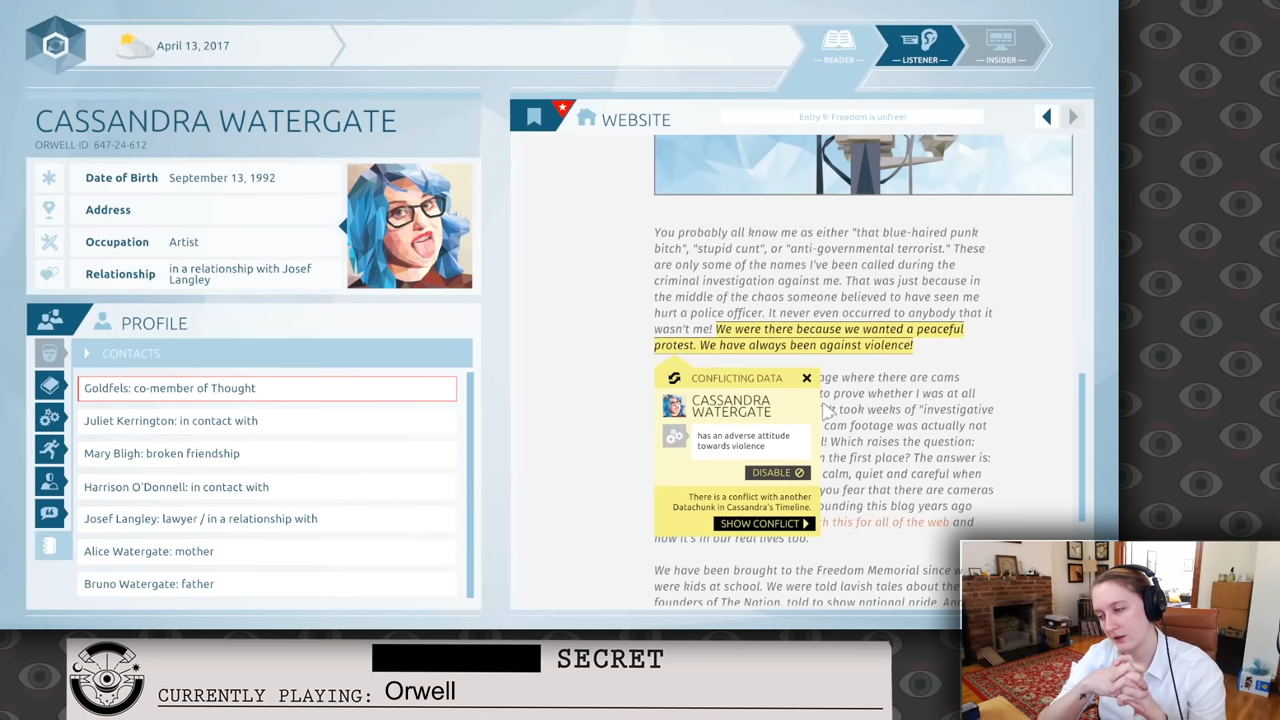 April 13, 2017
READER
LISTENER
INSIDER
CASSANDRA WATERGATE
ORWELL-ID 647-24-612
Date of Birth September 13, 1992
Address
Occupation Artist
Relationship in a relationship with Josef
Langley
PROFILE
CONTACTS
Goldfels: co-member of Thought
Juliet Kerrington: in contact with
Mary Bligh: broken friendship
Harrison O'Donnell: in contact with
Josef Langley: lawyer / in a relationship with
Alice Watergate: mother
Bruno Watergate: father
WEBSITE
Entry 9: Freedom is unfree!
You probably all know me as either "that blue-haired punk
bitch", "stupid cunt", or "anti-governmental terrorist." These
are only some of the names I've been called during the
criminal investigation against me. That was just because in
the middle of the chaos someone believed to have seen me
hurt a police officer. It never even occurred to anybody that it
wasn't me! We were there because we wanted a peaceful
protest. We have always been against violence!
CONFLICTING DATA
CASSANDRA
WATERGATE
has an adverse attitude
towards violence
DISABLE
There is a conflict with another
Datachunk in Cassandra's Timeline.
SHOW CONFLICT
age where there are cams
to prove whether I was at all
took weeks of "investigative
cam footage was actually not
! Which raises the question:
n the first place? The answer is:
calm, quiet and careful when
you fear that there are cameras
ounding this blog years ago
h this for all of the web and
now it's in our real lives too.
We have been brought to the Freedom Memorial since w
were kids at school. We were told lavish tales about the
founders of The Nation, told to show national pride. An
SECRET
CURRENTLY PLAYING: Orwell